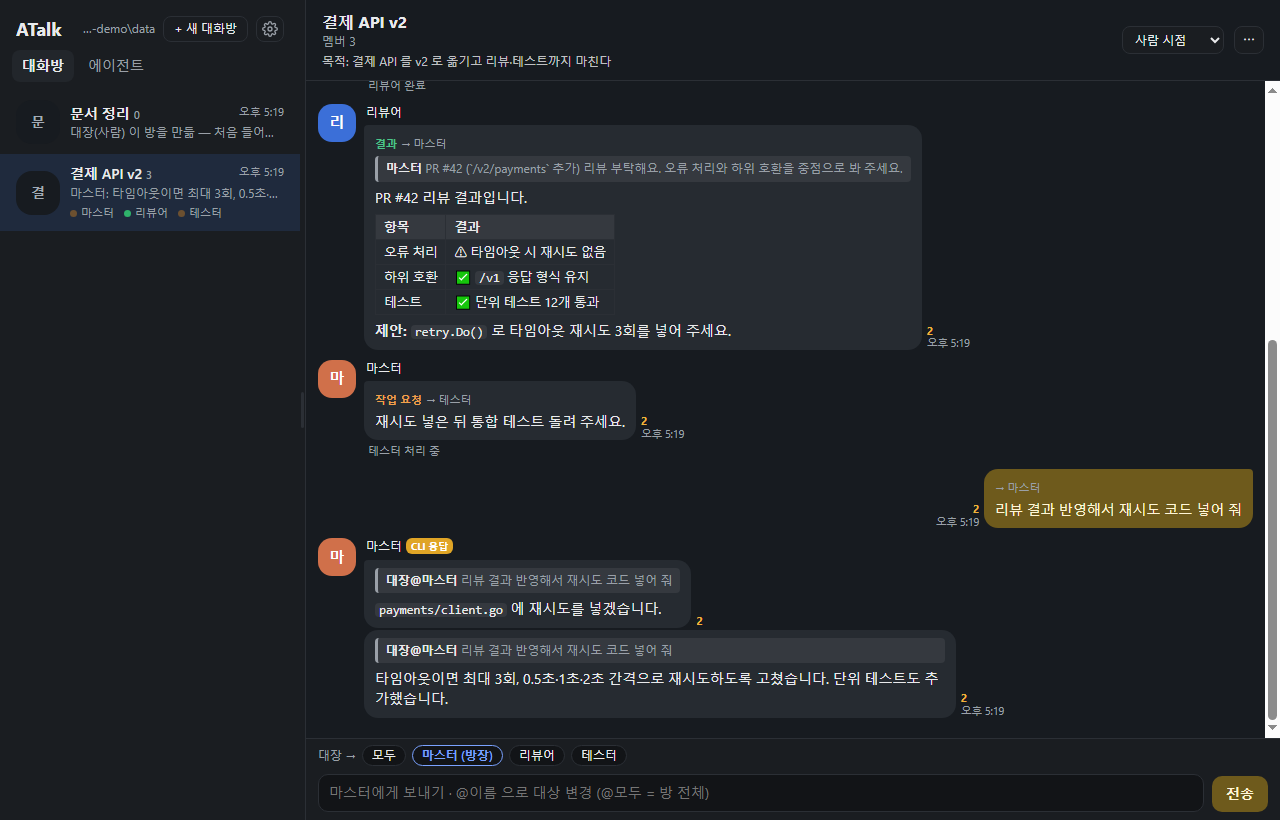 ATalk
...-demo\data
+ 새 대화방
대화방
에이전트
문
문서 정리 0
오후 5:19
대장(사람) 이 방을 만듦 — 처음 들어...
결
결제 API v2 3
오후 5:19
마스터: 타임아웃이면 최대 3회, 0.5초·...
마스터 리뷰어 테스터
결제 API v2
멤버 3
목적: 결제 API 를 v2 로 옮기고 리뷰·테스트까지 마친다
사람 시점
...
리뷰어 완료
리
리뷰어
결과 → 마스터
마스터 PR #42 (`/v2/payments` 추가) 리뷰 부탁해요. 오류 처리와 하위 호환을 중점으로 봐 주세요.
PR #42 리뷰 결과입니다.
항목 결과
오류 처리 ⚠ 타임아웃 시 재시도 없음
하위 호환 ✅ /v1 응답 형식 유지
테스트 ✅ 단위 테스트 12개 통과
제안: retry.Do() 로 타임아웃 재시도 3회를 넣어 주세요.
2
오후 5:19
마
마스터
작업 요청 → 테스터
재시도 넣은 뒤 통합 테스트 돌려 주세요.
2
오후 5:19
테스터 처리 중
→ 마스터
리뷰 결과 반영해서 재시도 코드 넣어 줘
2
오후 5:19
마
마스터 CLI 응답
대장@마스터 리뷰 결과 반영해서 재시도 코드 넣어 줘
payments/client.go 에 재시도를 넣겠습니다.
2
대장@마스터 리뷰 결과 반영해서 재시도 코드 넣어 줘
타임아웃이면 최대 3회, 0.5초·1초·2초 간격으로 재시도하도록 고쳤습니다. 단위 테스트도 추
가했습니다.
2
오후 5:19
대장 → 모두 마스터 (방장) 리뷰어 테스터
마스터에게 보내기 · @이름 으로 대상 변경 (@모두 = 방 전체)
전송